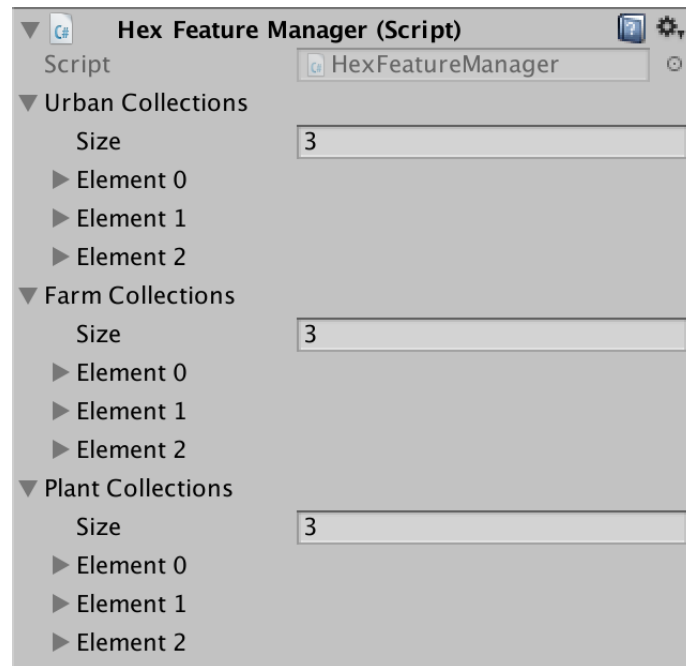 Hex Feature Manager (Script)
Script HexFeatureManager
Urban Collections
Size 3
Element 0
Element 1
Element 2
Farm Collections
Size 3
Element 0
Element 1
Element 2
Plant Collections
Size 3
Element 0
Element 1
Element 2